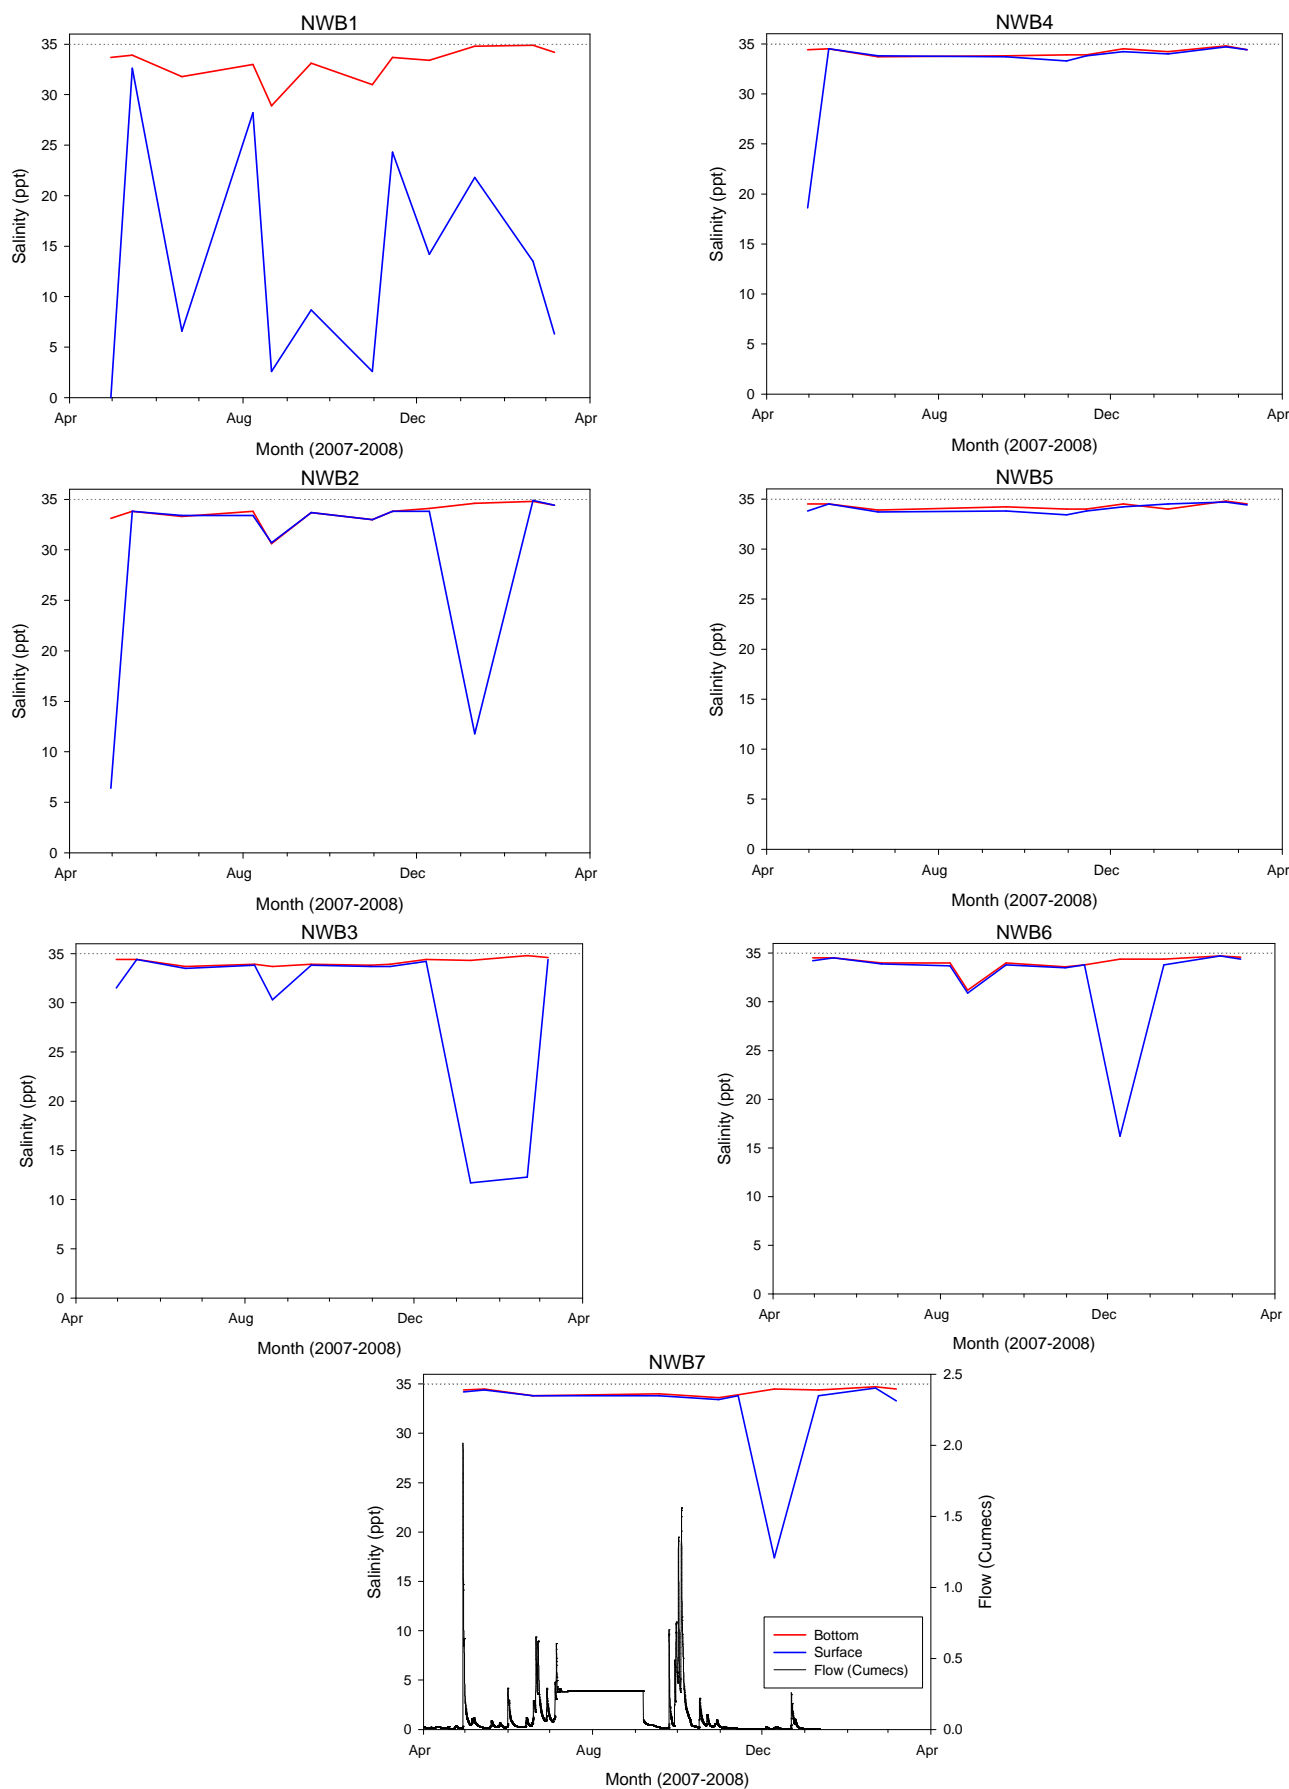 NWB1
Salinity (ppt)
35
30
25
20
15
10
5
0
Apr Aug Dec Apr
Month (2007-2008)
NWB4
Salinity (ppt)
35
30
25
20
15
10
5
0
Apr Aug Dec Apr
Month (2007-2008)
NWB2
Salinity (ppt)
35
30
25
20
15
10
5
0
Apr Aug Dec Apr
Month (2007-2008)
NWB5
Salinity (ppt)
35
30
25
20
15
10
5
0
Apr Aug Dec Apr
Month (2007-2008)
NWB3
Salinity (ppt)
35
30
25
20
15
10
5
0
Apr Aug Dec Apr
Month (2007-2008)
NWB6
Salinity (ppt)
35
30
25
20
15
10
5
0
Apr Aug Dec Apr
Month (2007-2008)
NWB7
Salinity (ppt)
35
30
25
20
15
10
5
0
2.5
2.0
1.5
1.0
0.5
0.0
Flow (Cumecs)
Bottom
Surface
Flow (Cumecs)
Apr Aug Dec Apr
Month (2007-2008)